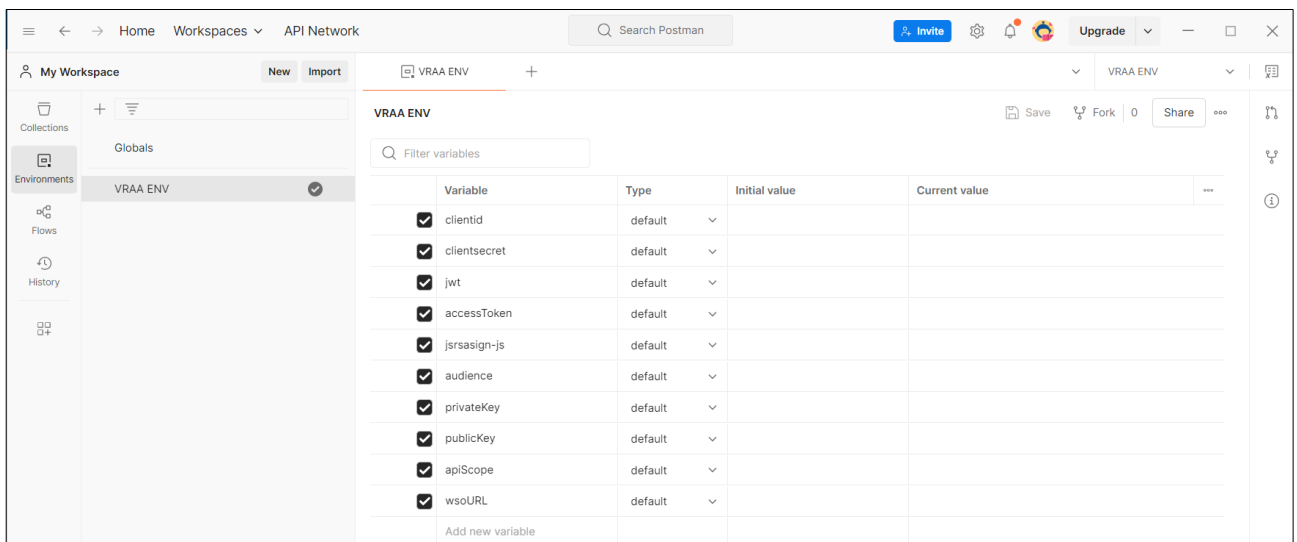 Home Workspaces API Network Search Postman Invite Upgrade
My Workspace New Import VRAA ENV VRAA ENV
Collections
Environments
Flows
History
Globals
VRAA ENV
VRAA ENV Save Fork 0 Share
Filter variables
Variable Type Initial value Current value
clientid default
clientsecret default
jwt default
accessToken default
jsrsasign-js default
audience default
privateKey default
publicKey default
apiScope default
wsoURL default
Add new variable